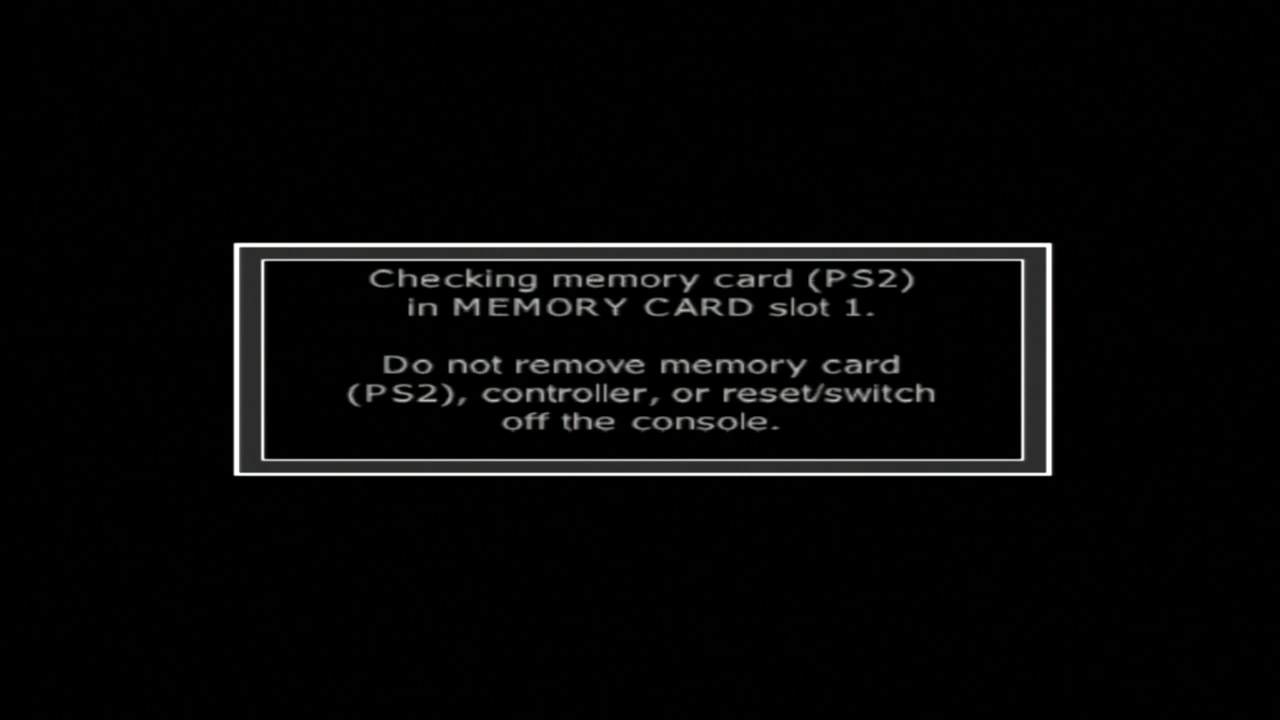 Checking memory card (PS2)
in MEMORY CARD slot 1.
Do not remove memory card
(PS2), controller, or reset/switch
off the console.